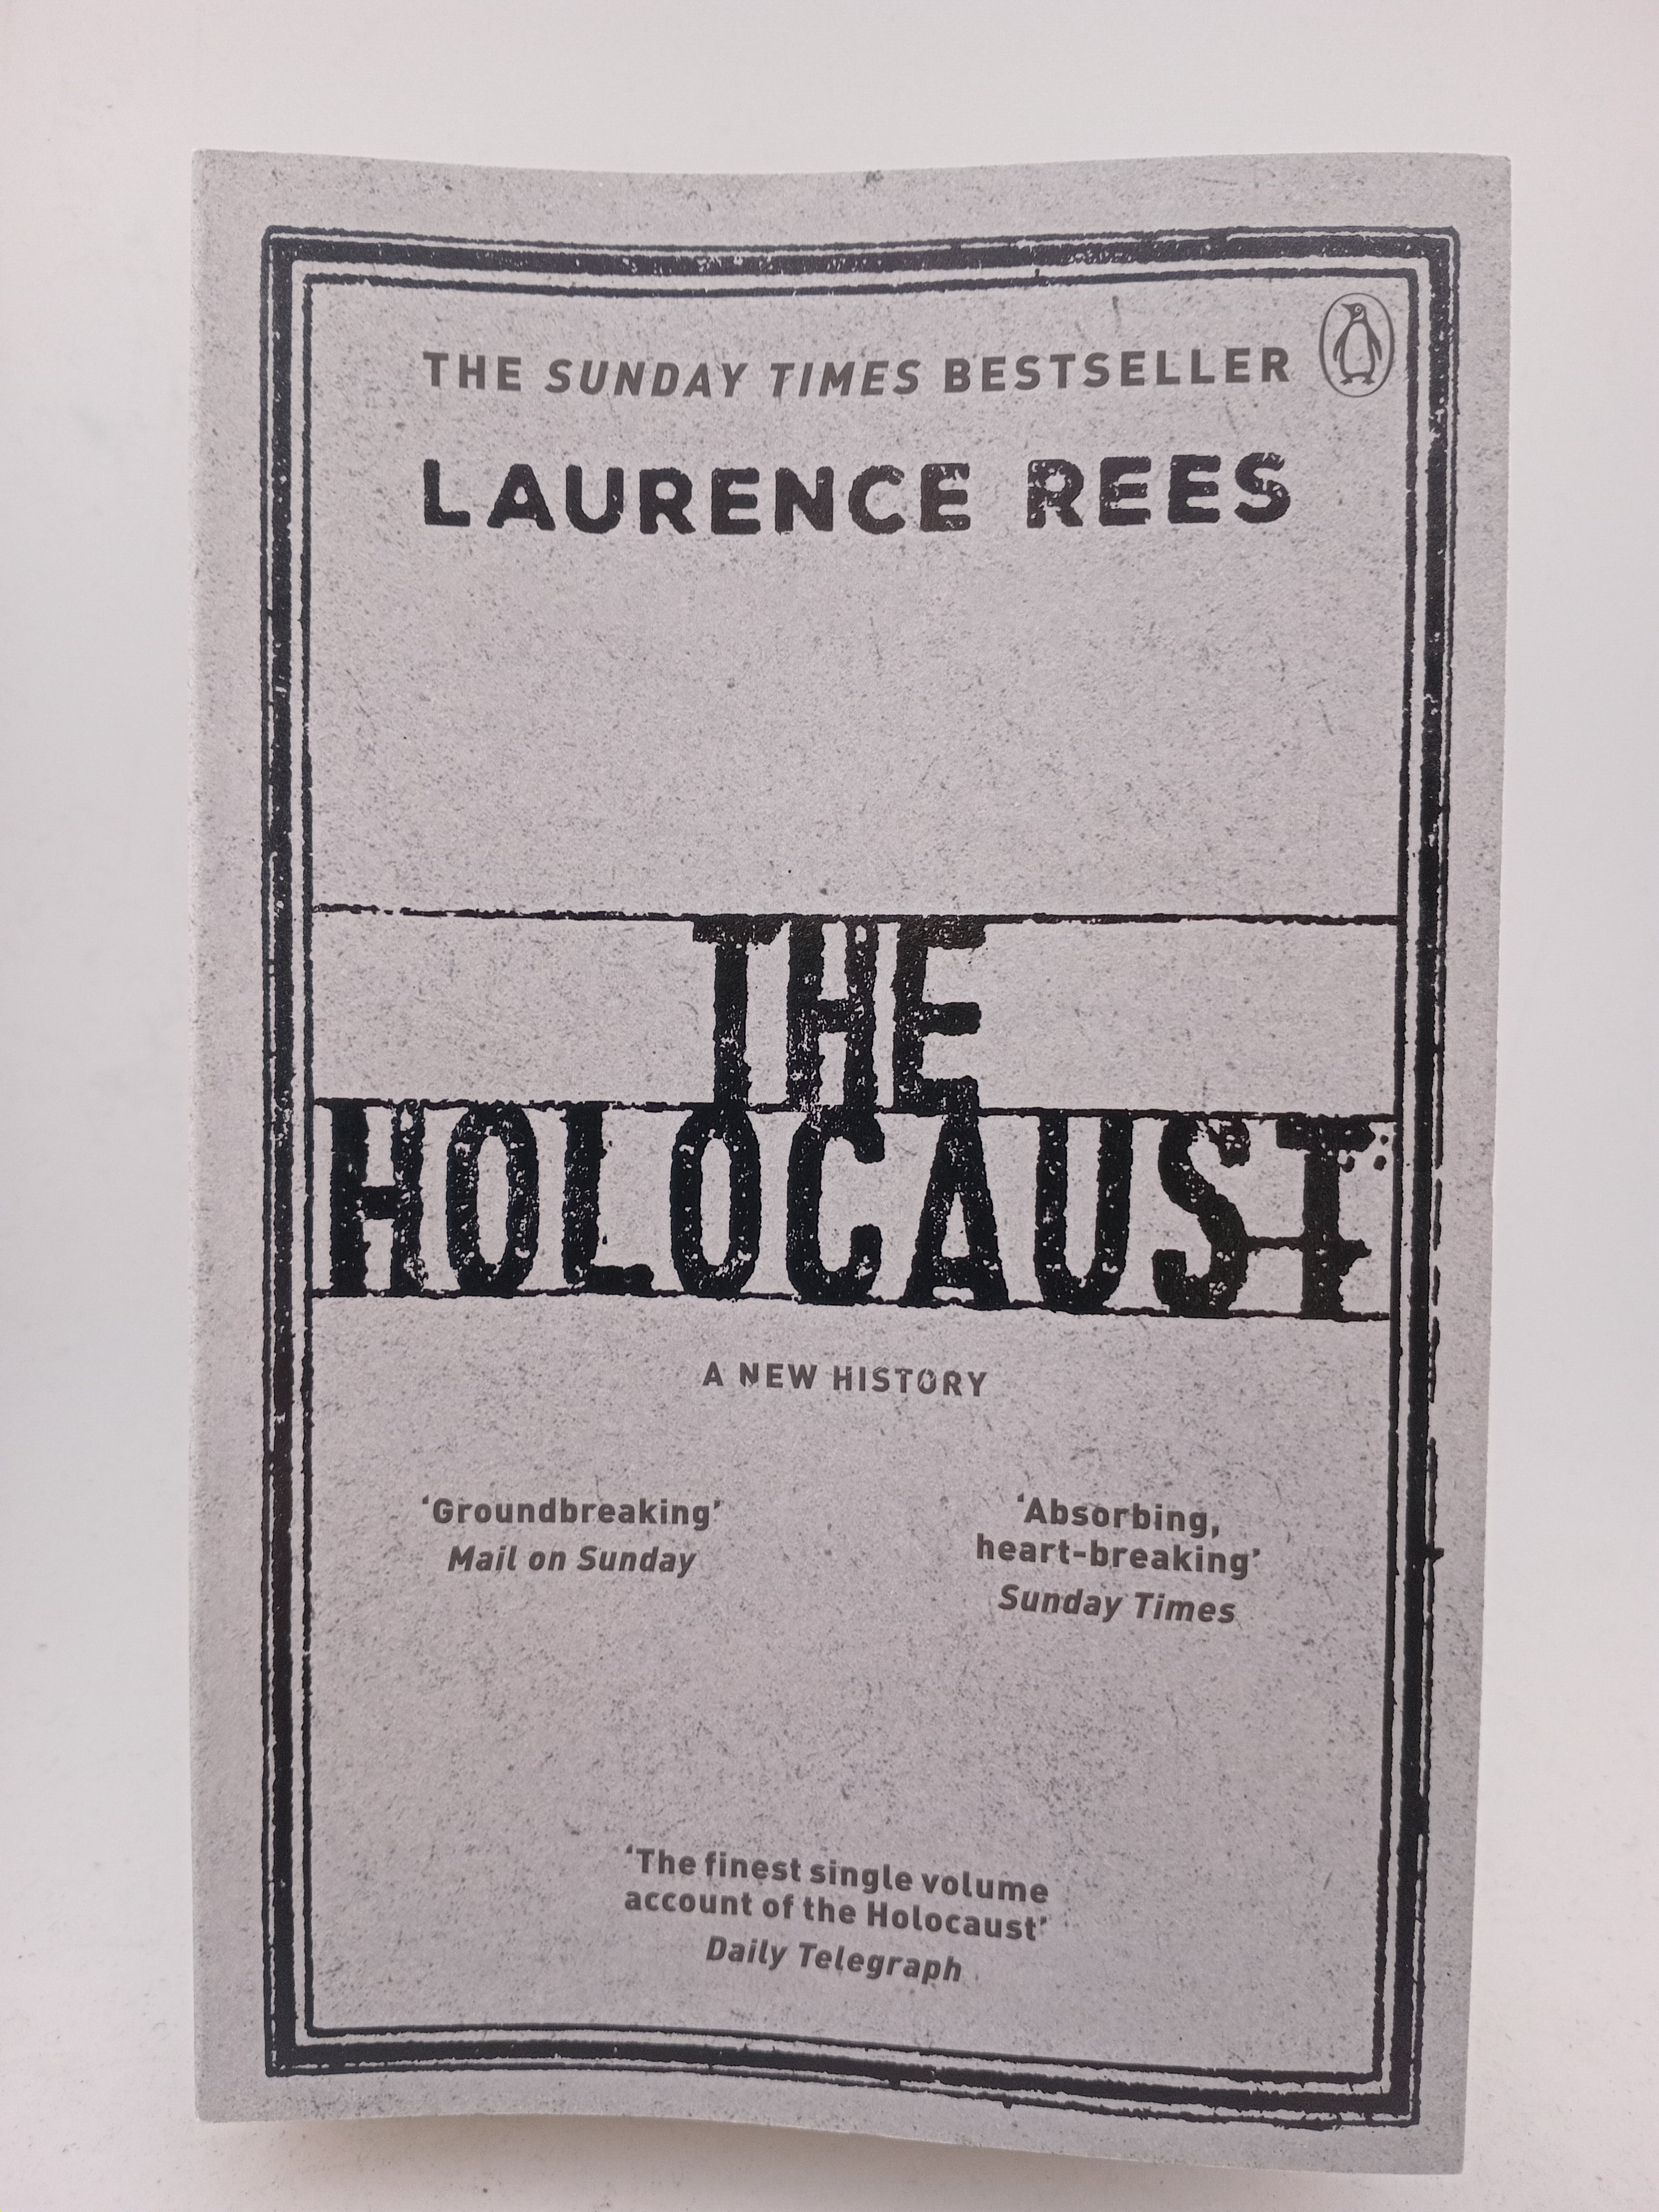 THE SUNDAY TIMES BESTSELLER
LAURENCE REES
THE
HOLOCAUST
A NEW HISTORY
‘Groundbreaking’
Mail on Sunday
‘Absorbing,
heart-breaking’
Sunday Times
‘The finest single volume
account of the Holocaust’
Daily Telegraph